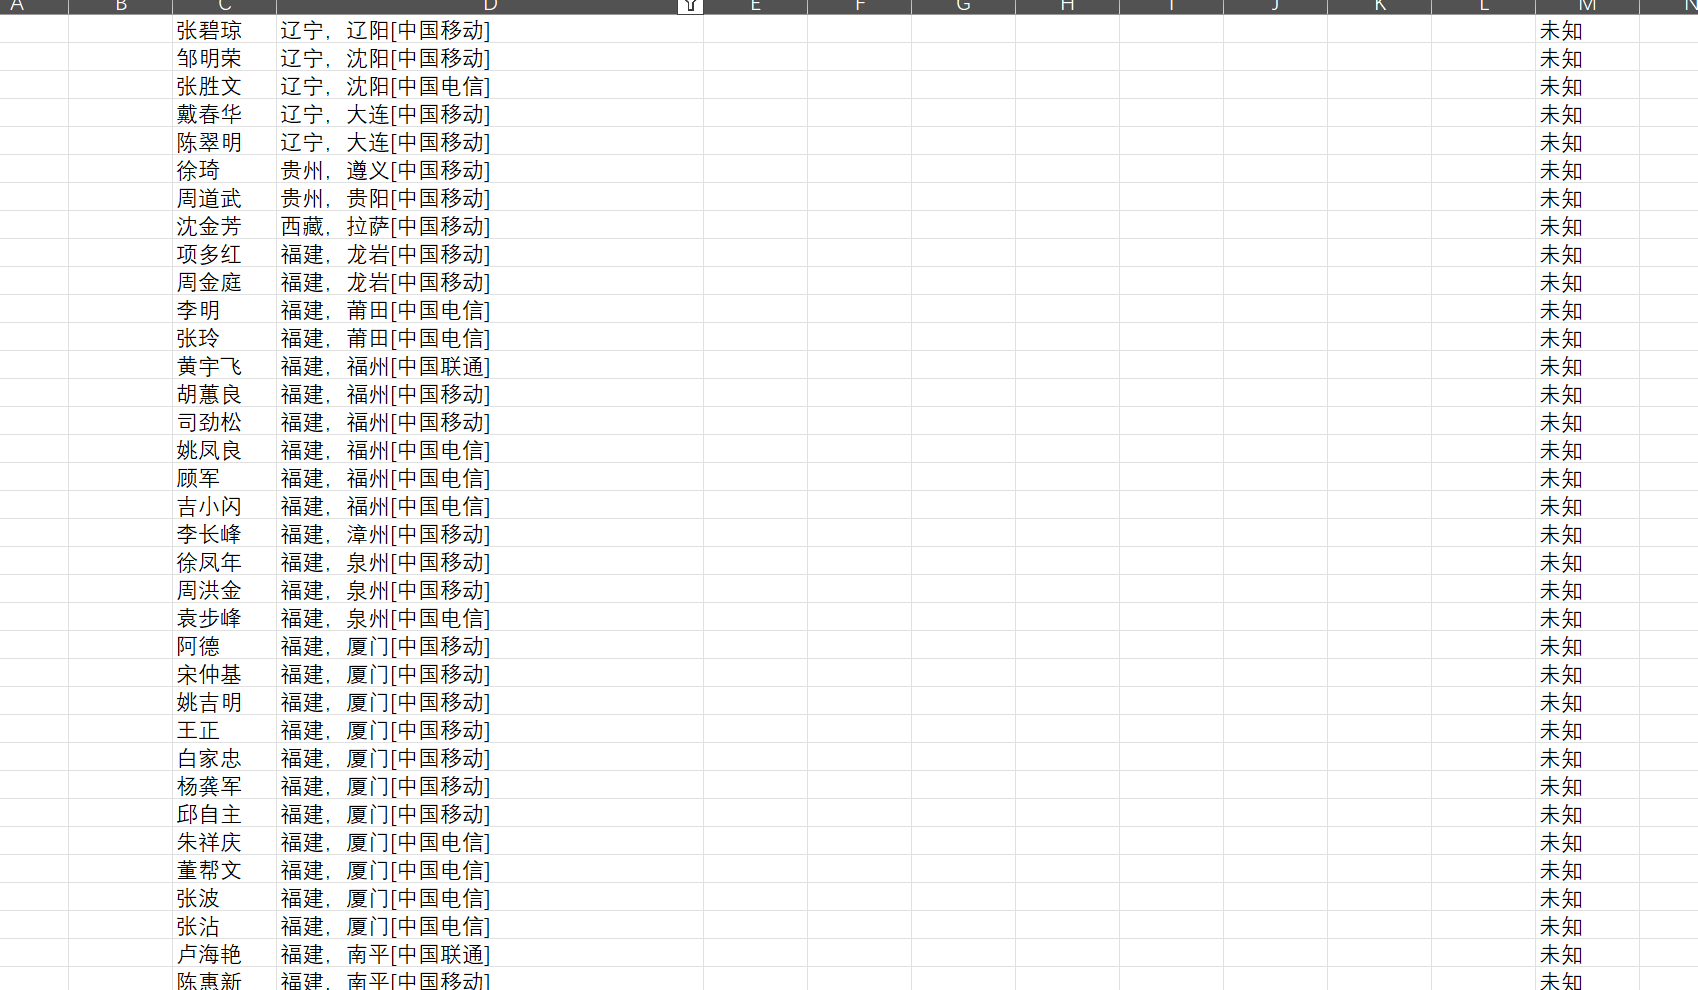 A B C D E F G H I J K L M N
张碧琼 辽宁，辽阳[中国移动] 未知
邹明荣 辽宁，沈阳[中国移动] 未知
张胜文 辽宁，沈阳[中国电信] 未知
戴春华 辽宁，大连[中国移动] 未知
陈翠明 辽宁，大连[中国移动] 未知
徐琦 贵州，遵义[中国移动] 未知
周道武 贵州，贵阳[中国移动] 未知
沈金芳 西藏，拉萨[中国移动] 未知
项多红 福建，龙岩[中国移动] 未知
周金庭 福建，龙岩[中国移动] 未知
李明 福建，莆田[中国电信] 未知
张玲 福建，莆田[中国电信] 未知
黄宇飞 福建，福州[中国联通] 未知
胡蕙良 福建，福州[中国移动] 未知
司劲松 福建，福州[中国移动] 未知
姚凤良 福建，福州[中国电信] 未知
顾军 福建，福州[中国电信] 未知
吉小闪 福建，福州[中国电信] 未知
李长峰 福建，漳州[中国移动] 未知
徐凤年 福建，泉州[中国移动] 未知
周洪金 福建，泉州[中国移动] 未知
袁步峰 福建，泉州[中国电信] 未知
阿德 福建，厦门[中国移动] 未知
宋仲基 福建，厦门[中国移动] 未知
姚吉明 福建，厦门[中国移动] 未知
王正 福建，厦门[中国移动] 未知
白家忠 福建，厦门[中国移动] 未知
杨龚军 福建，厦门[中国移动] 未知
邱自主 福建，厦门[中国移动] 未知
朱祥庆 福建，厦门[中国电信] 未知
董帮文 福建，厦门[中国电信] 未知
张波 福建，厦门[中国电信] 未知
张沾 福建，厦门[中国电信] 未知
卢海艳 福建，南平[中国联通] 未知
陈惠新 福建，南平[中国移动] 未知